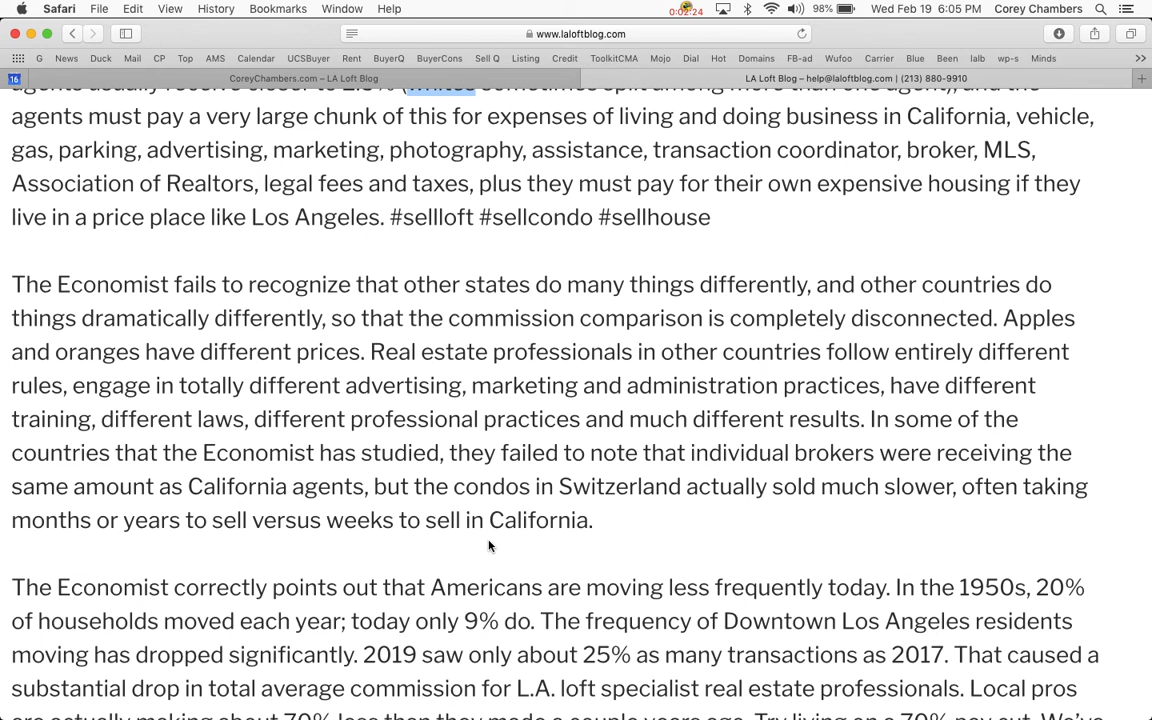 Safari File Edit View History Bookmarks Window Help 0:02:24 98% Wed Feb 19 6:05 PM Corey Chambers
www.laloftblog.com
G News Duck Mail CP Top AMS Calendar UCSBuyer Rent BuyerQ BuyerCons Sell Q Listing Credit ToolkitCMA Mojo Dial Hot Domains FB-ad Wufoo Carrier Blue Been lalb wp-s Minds >>
16 CoreyChambers.com – LA Loft Blog LA Loft Blog – help@laloftblog.com | (213) 880-9910 +
agents must pay a very large chunk of this for expenses of living and doing business in California, vehicle,
gas, parking, advertising, marketing, photography, assistance, transaction coordinator, broker, MLS,
Association of Realtors, legal fees and taxes, plus they must pay for their own expensive housing if they
live in a price place like Los Angeles. #sellloft #sellcondo #sellhouse
The Economist fails to recognize that other states do many things differently, and other countries do
things dramatically differently, so that the commission comparison is completely disconnected. Apples
and oranges have different prices. Real estate professionals in other countries follow entirely different
rules, engage in totally different advertising, marketing and administration practices, have different
training, different laws, different professional practices and much different results. In some of the
countries that the Economist has studied, they failed to note that individual brokers were receiving the
same amount as California agents, but the condos in Switzerland actually sold much slower, often taking
months or years to sell versus weeks to sell in California.
The Economist correctly points out that Americans are moving less frequently today. In the 1950s, 20%
of households moved each year; today only 9% do. The frequency of Downtown Los Angeles residents
moving has dropped significantly. 2019 saw only about 25% as many transactions as 2017. That caused a
substantial drop in total average commission for L.A. loft specialist real estate professionals. Local pros